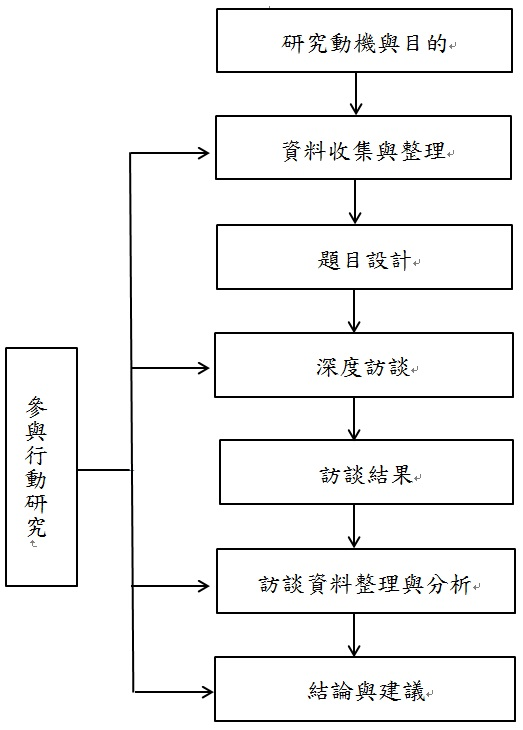 研究動機與目的
資料收集與整理
題目設計
深度訪談
參與行動研究
訪談結果
訪談資料整理與分析
結論與建議